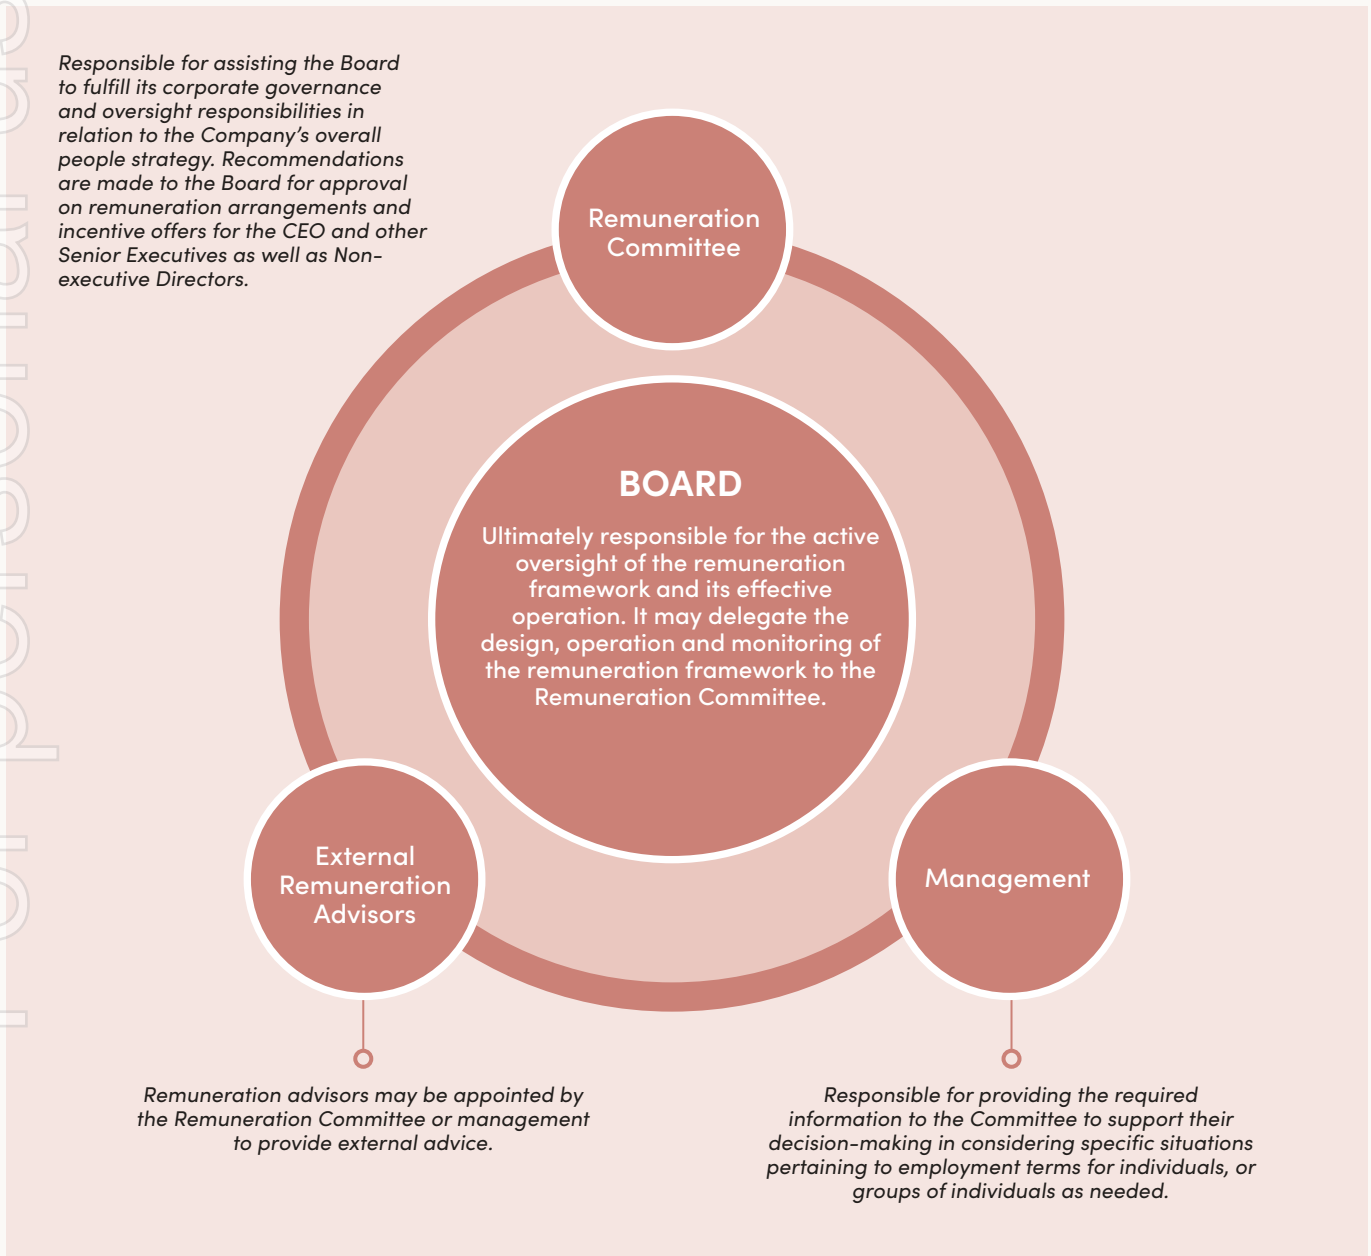 Responsible for assisting the Board
to fulfill its corporate governance
and oversight responsibilities in
relation to the Company's overall
people strategy. Recommendations
are made to the Board for approval
on remuneration arrangements and
incentive offers for the CEO and other
Senior Executives as well as Non-
executive Directors.
Remuneration
Committee
BOARD
Ultimately responsible for the active
oversight of the remuneration
framework and its effective
operation. It may delegate the
design, operation and monitoring of
the remuneration framework to the
Remuneration Committee.
External
Remuneration
Advisors
Management
Remuneration advisors may be appointed by
the Remuneration Committee or management
to provide external advice.
Responsible for providing the required
information to the Committee to support their
decision-making in considering specific situations
pertaining to employment terms for individuals, or
groups of individuals as needed.